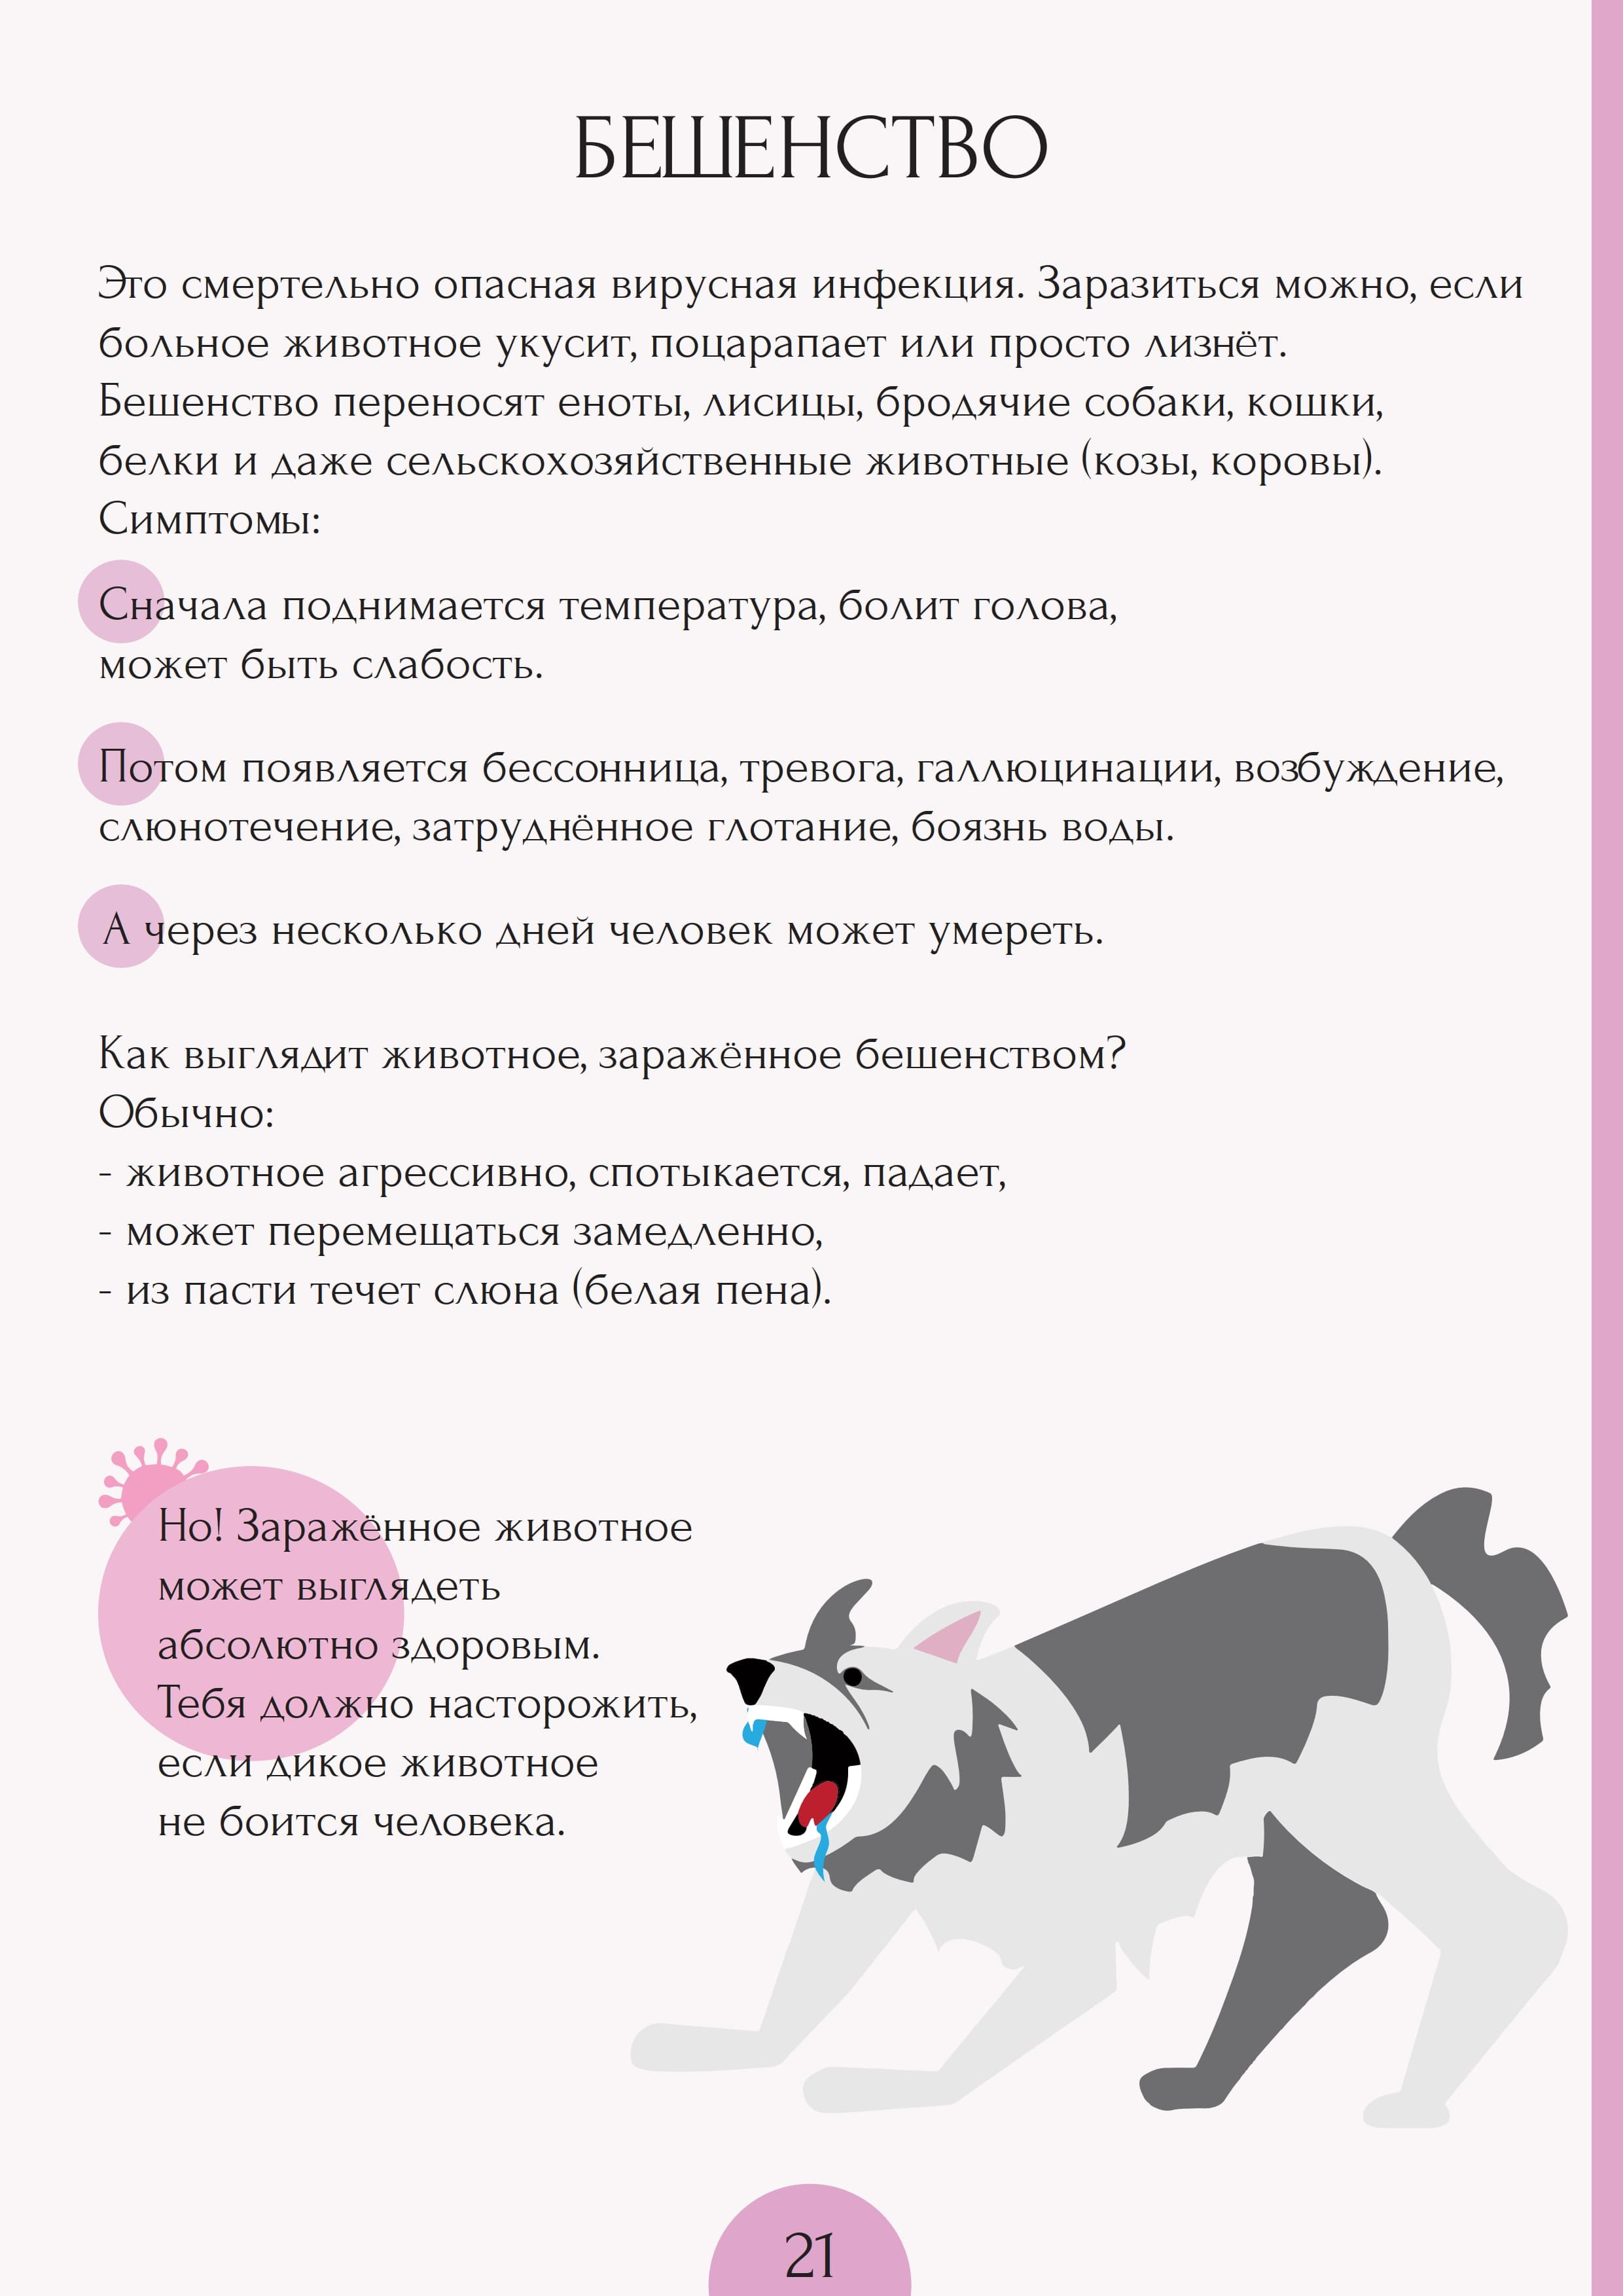 БЕШЕНСТВО
Это смертельно опасная вирусная инфекция. Заразиться можно, если
больное животное укусит, поцарапает или просто лизнёт.
Бешенство переносят еноты, лисицы, бродячие собаки, кошки,
белки и даже сельскохозяйственные животные (козы, коровы).
Симптомы:
Сначала поднимается температура, болит голова,
может быть слабость.
Потом появляется бессонница, тревога, галлюцинации, возбуждение,
слюнотечение, затруднённое глотание, боязнь воды.
А через несколько дней человек может умереть.
Как выглядит животное, заражённое бешенством?
Обычно:
- животное агрессивно, спотыкается, падает,
- может перемещаться замедленно,
- из пасти течет слюна (белая пена).
Но! Заражённое животное
может выглядеть
абсолютно здоровым.
Тебя должно насторожить,
если дикое животное
не боится человека.
21